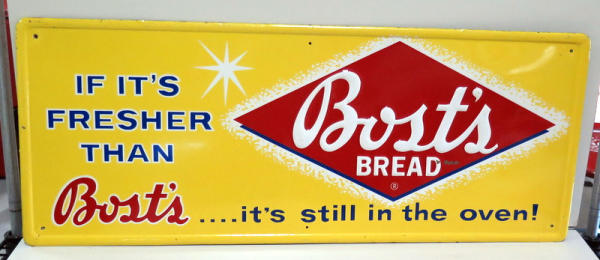 IF IT'S
FRESHER
THAN
Bost's ....it's still in the oven!
Bost's
BREAD
®